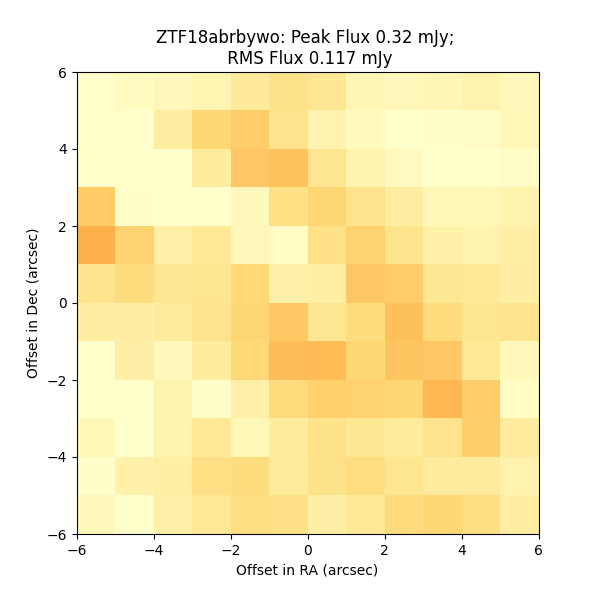 ZTF18abrbywo: Peak Flux 0.32 mJy;
RMS Flux 0.117 mJy
6
4
2
0
−2
−4
−6
Offset in Dec (arcsec)
−6 −4 −2 0 2 4 6
Offset in RA (arcsec)